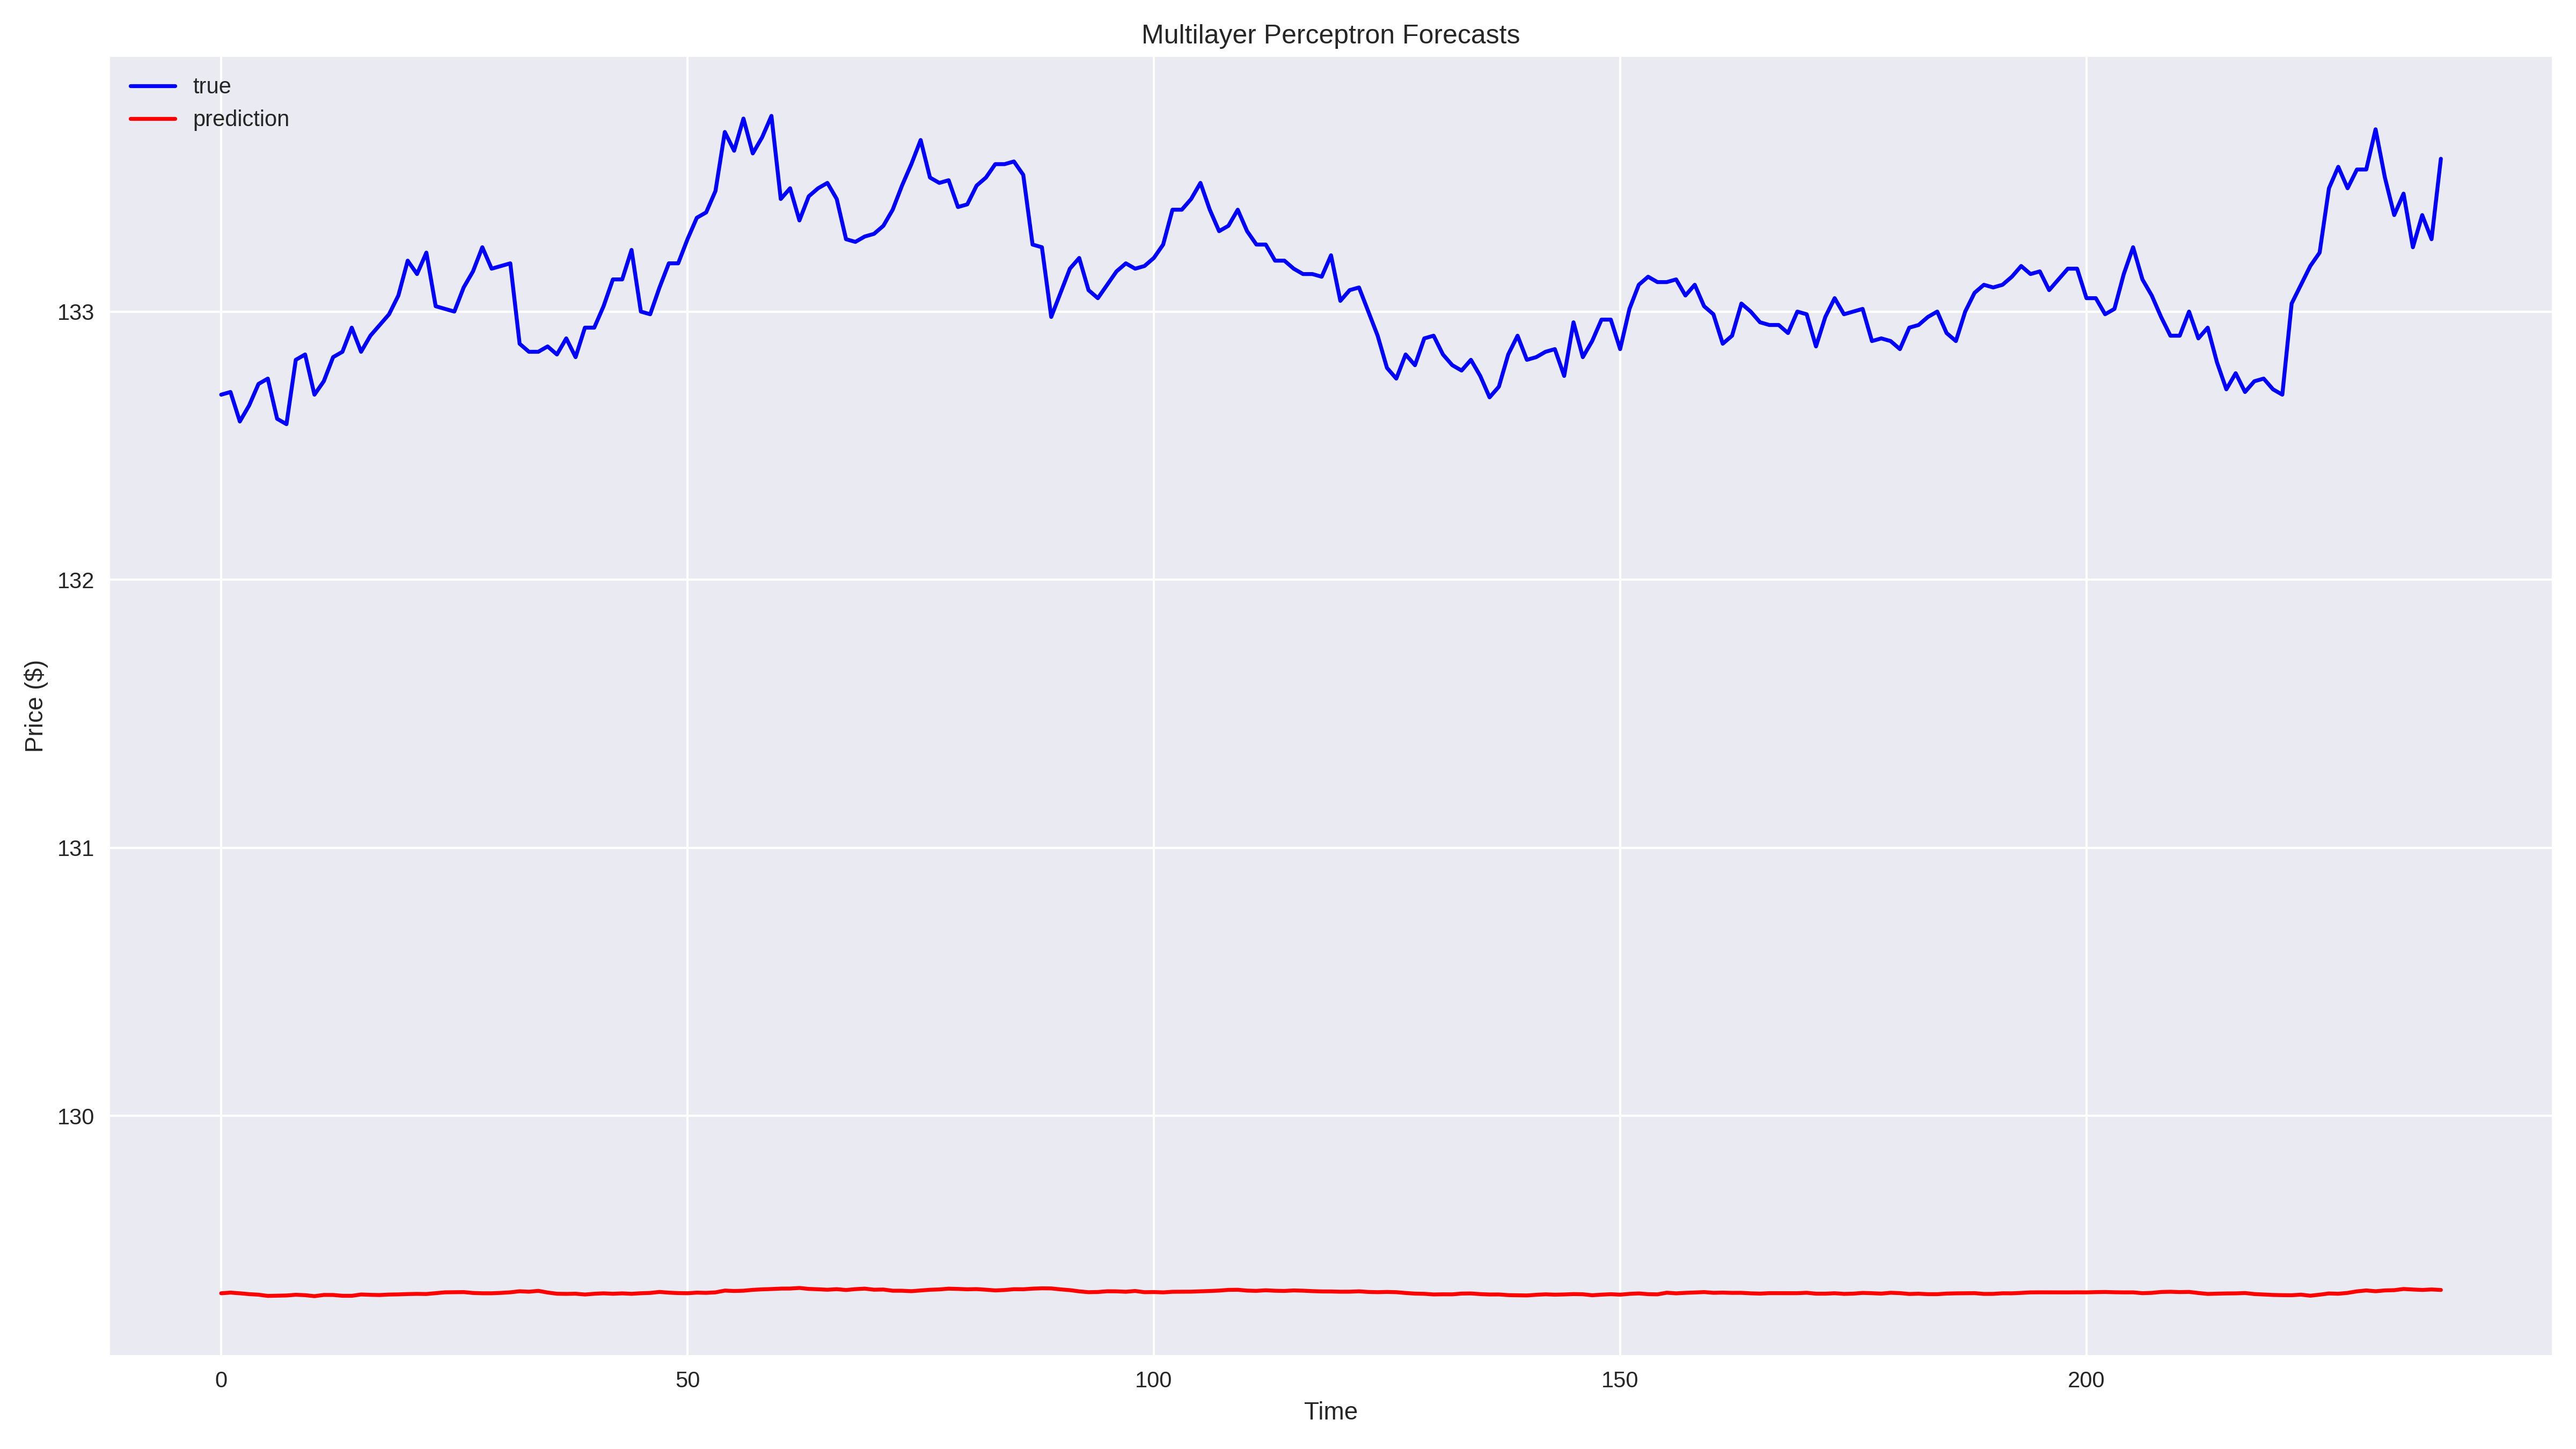 Multilayer Perceptron Forecasts
true
prediction
133
132
131
130
Price ($)
0 50 100 150 200
Time